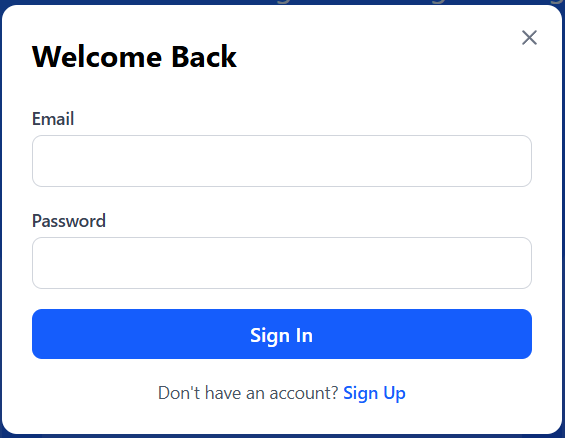 Welcome Back
Email
Password
Sign In
Don't have an account? Sign Up